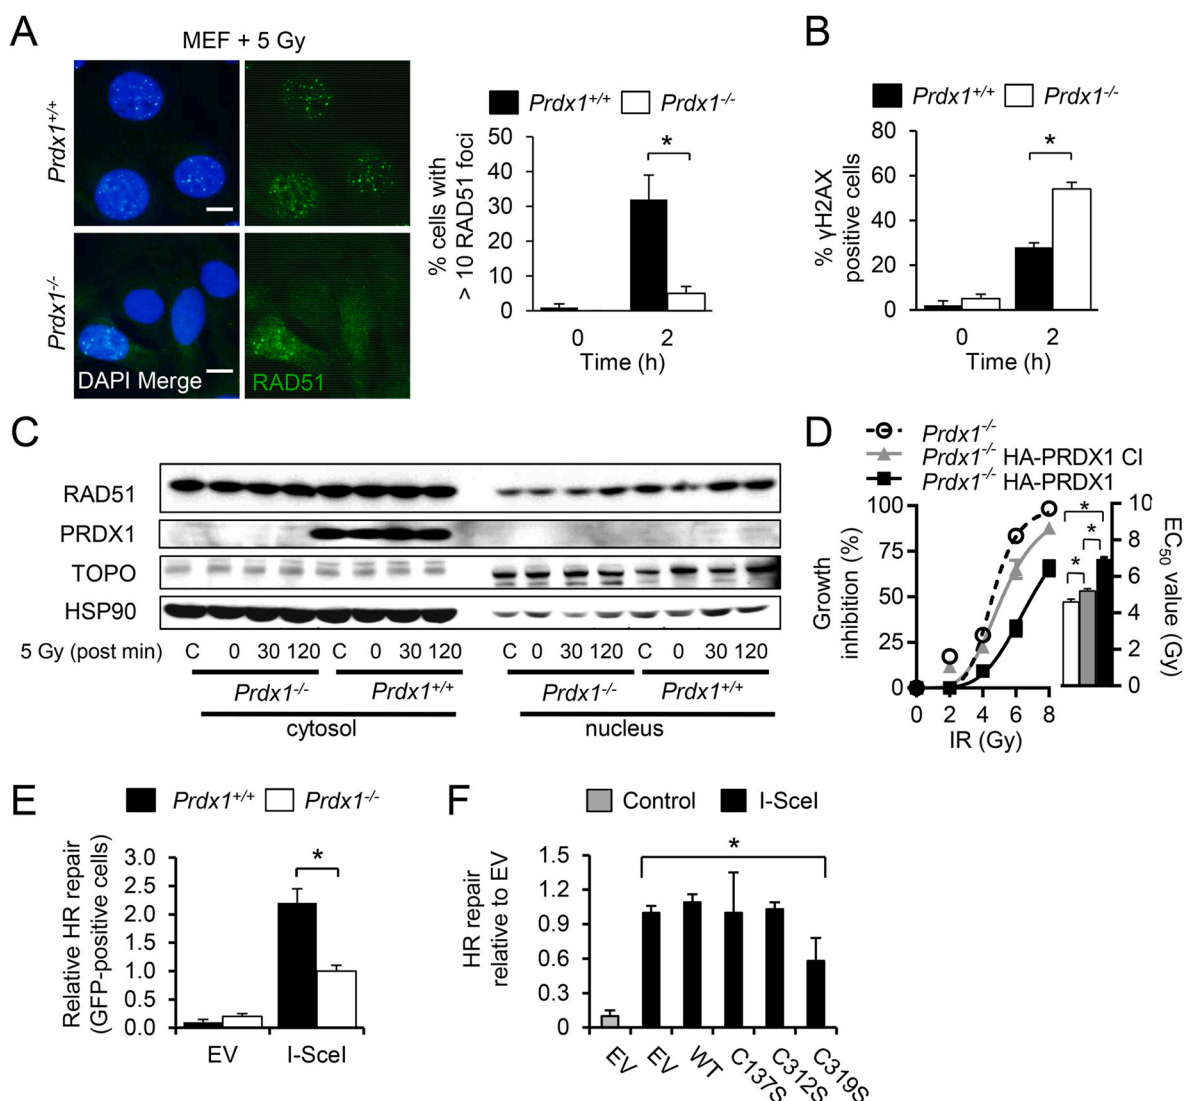 A
MEF + 5 Gy
Prdx1+/+
Prdx1-/-
DAPI Merge
RAD51
Prdx1+/+ Prdx1-/-
% cells with
> 10 RAD51 foci
50
40
30
20
10
0
*
0 2
Time (h)
B
Prdx1+/+ Prdx1-/-
% γH2AX
positive cells
80
60
40
20
0
*
0 2
Time (h)
C
RAD51
PRDX1
TOPO
HSP90
5 Gy (post min) C 0 30 120 C 0 30 120 C 0 30 120 C 0 30 120
Prdx1-/- Prdx1+/+ Prdx1-/- Prdx1+/+
cytosol nucleus
D
Prdx1-/-
Prdx1-/- HA-PRDX1 CI
Prdx1-/- HA-PRDX1
Growth
inhibition (%)
100
75
50
25
0
0 2 4 6 8
IR (Gy)
*
*
*
10
8
6
4
2
0
EC50 value (Gy)
E
Prdx1+/+ Prdx1-/-
Relative HR repair
(GFP-positive cells)
3.0
2.5
2.0
1.5
1.0
0.5
0.0
*
EV I-SceI
F
Control I-SceI
HR repair
relative to EV
1.5
1.2
0.9
0.6
0.3
0
*
EV EV WT C137S C312S C319S